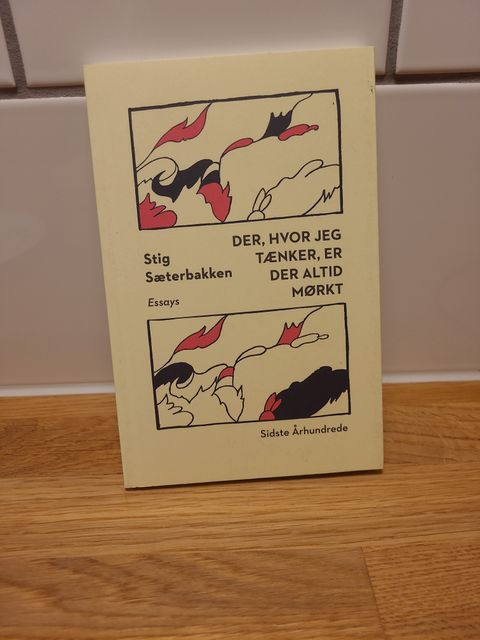 Stig
Sæterbakken
Essays
DER, HVOR JEG
TÆNKER, ER
DER ALTID
MØRKT
Sidste Århundrede